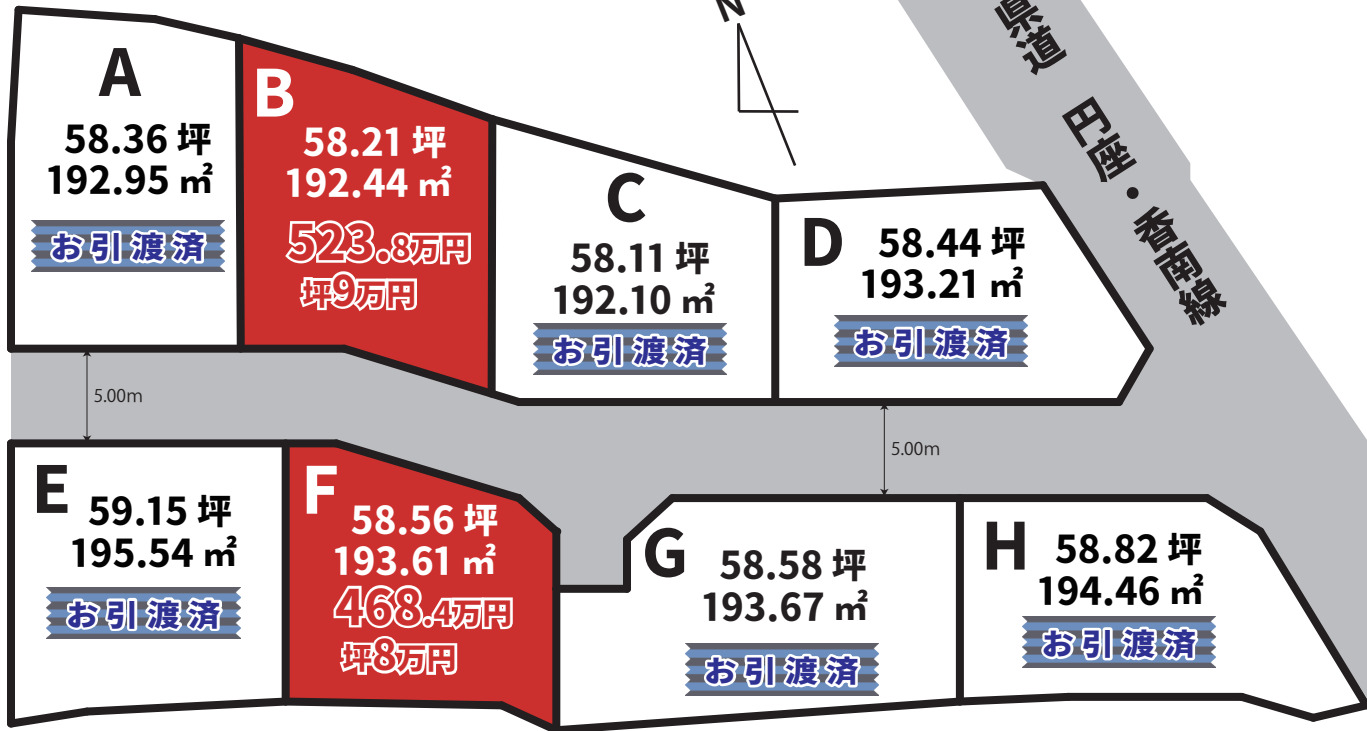 N
県道 円座・香南線
A
58.36 坪
192.95 ㎡
お引渡済
B
58.21 坪
192.44 ㎡
523.8万円
坪9万円
C
58.11 坪
192.10 ㎡
お引渡済
D
58.44 坪
193.21 ㎡
お引渡済
5.00m
5.00m
E
59.15 坪
195.54 ㎡
お引渡済
F
58.56 坪
193.61 ㎡
468.4万円
坪8万円
G
58.58 坪
193.67 ㎡
お引渡済
H
58.82 坪
194.46 ㎡
お引渡済